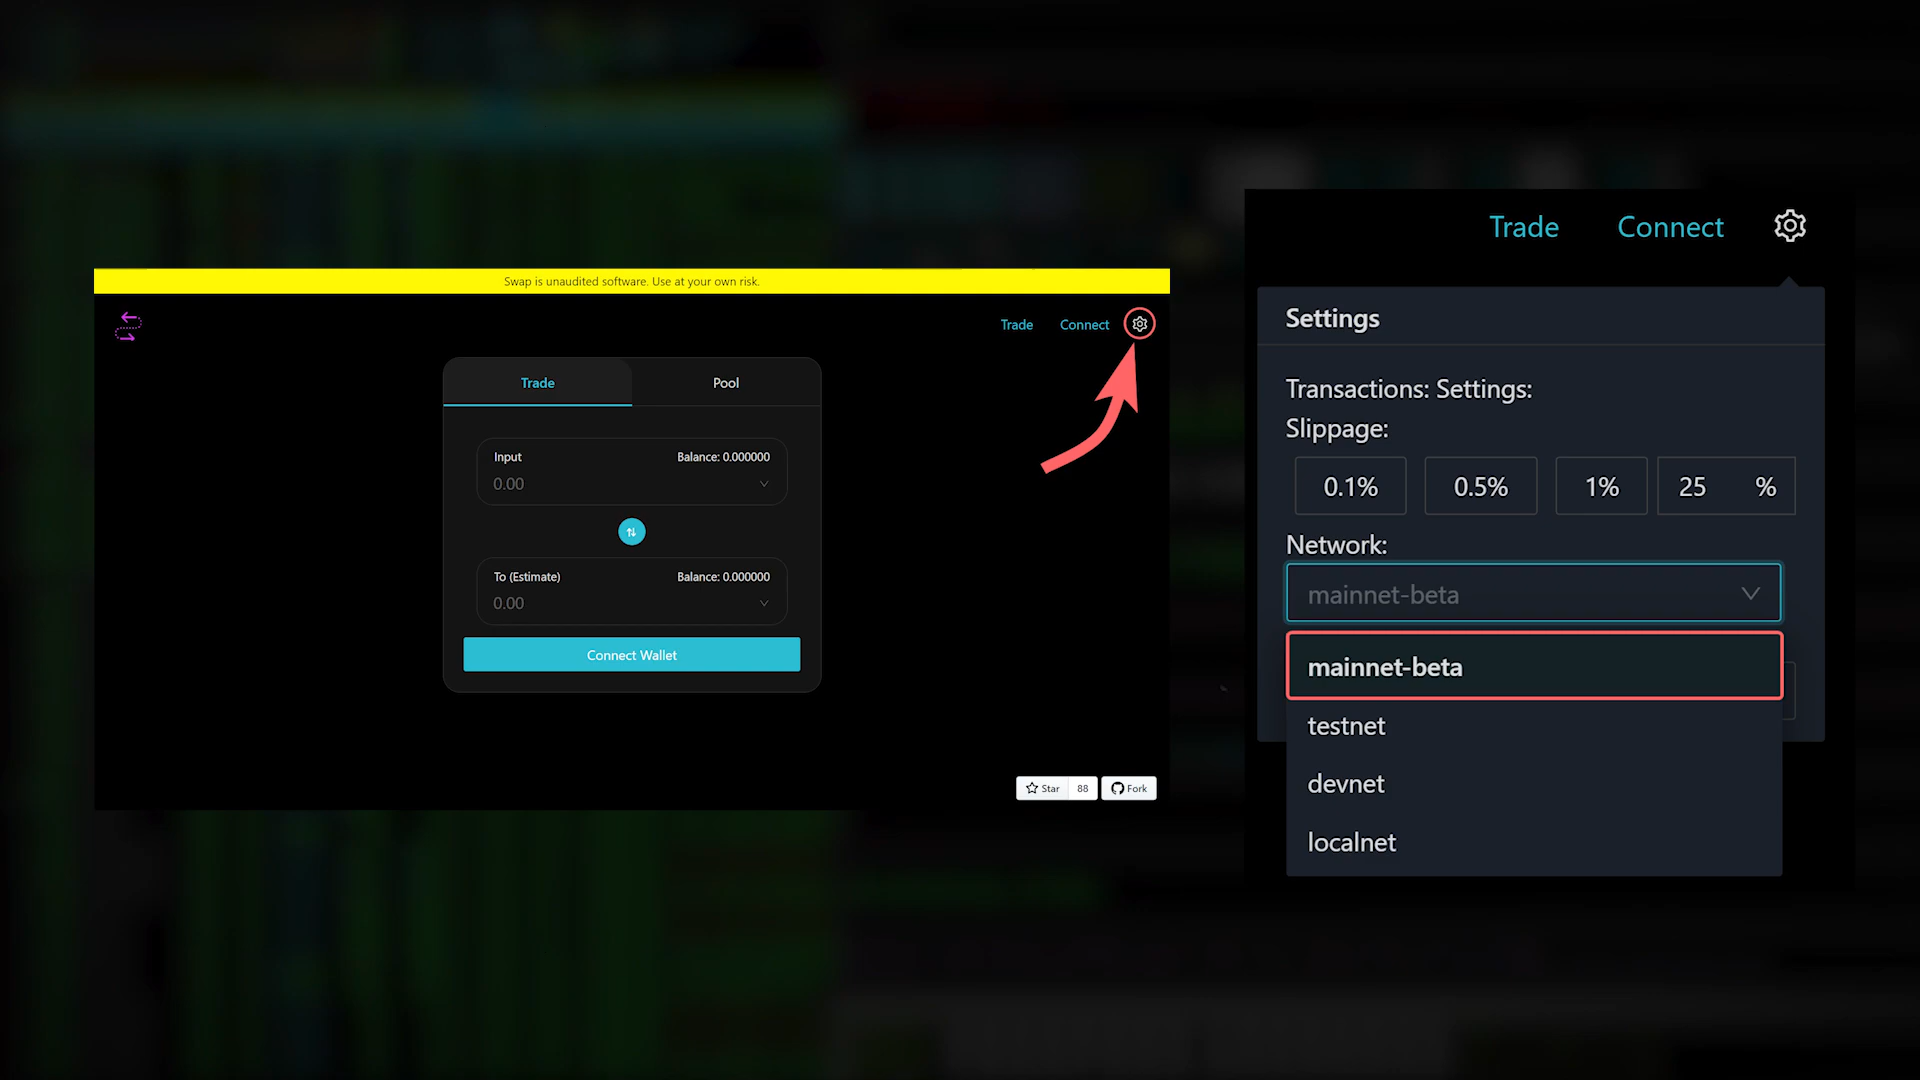 Swap is unaudited software. Use at your own risk.
Trade Connect
Trade Pool
Input Balance: 0.000000
0.00
To (Estimate) Balance: 0.000000
0.00
Connect Wallet
Star 88 Fork
Trade Connect
Settings
Transactions: Settings:
Slippage:
0.1% 0.5% 1% 25 %
Network:
mainnet-beta
mainnet-beta
testnet
devnet
localnet